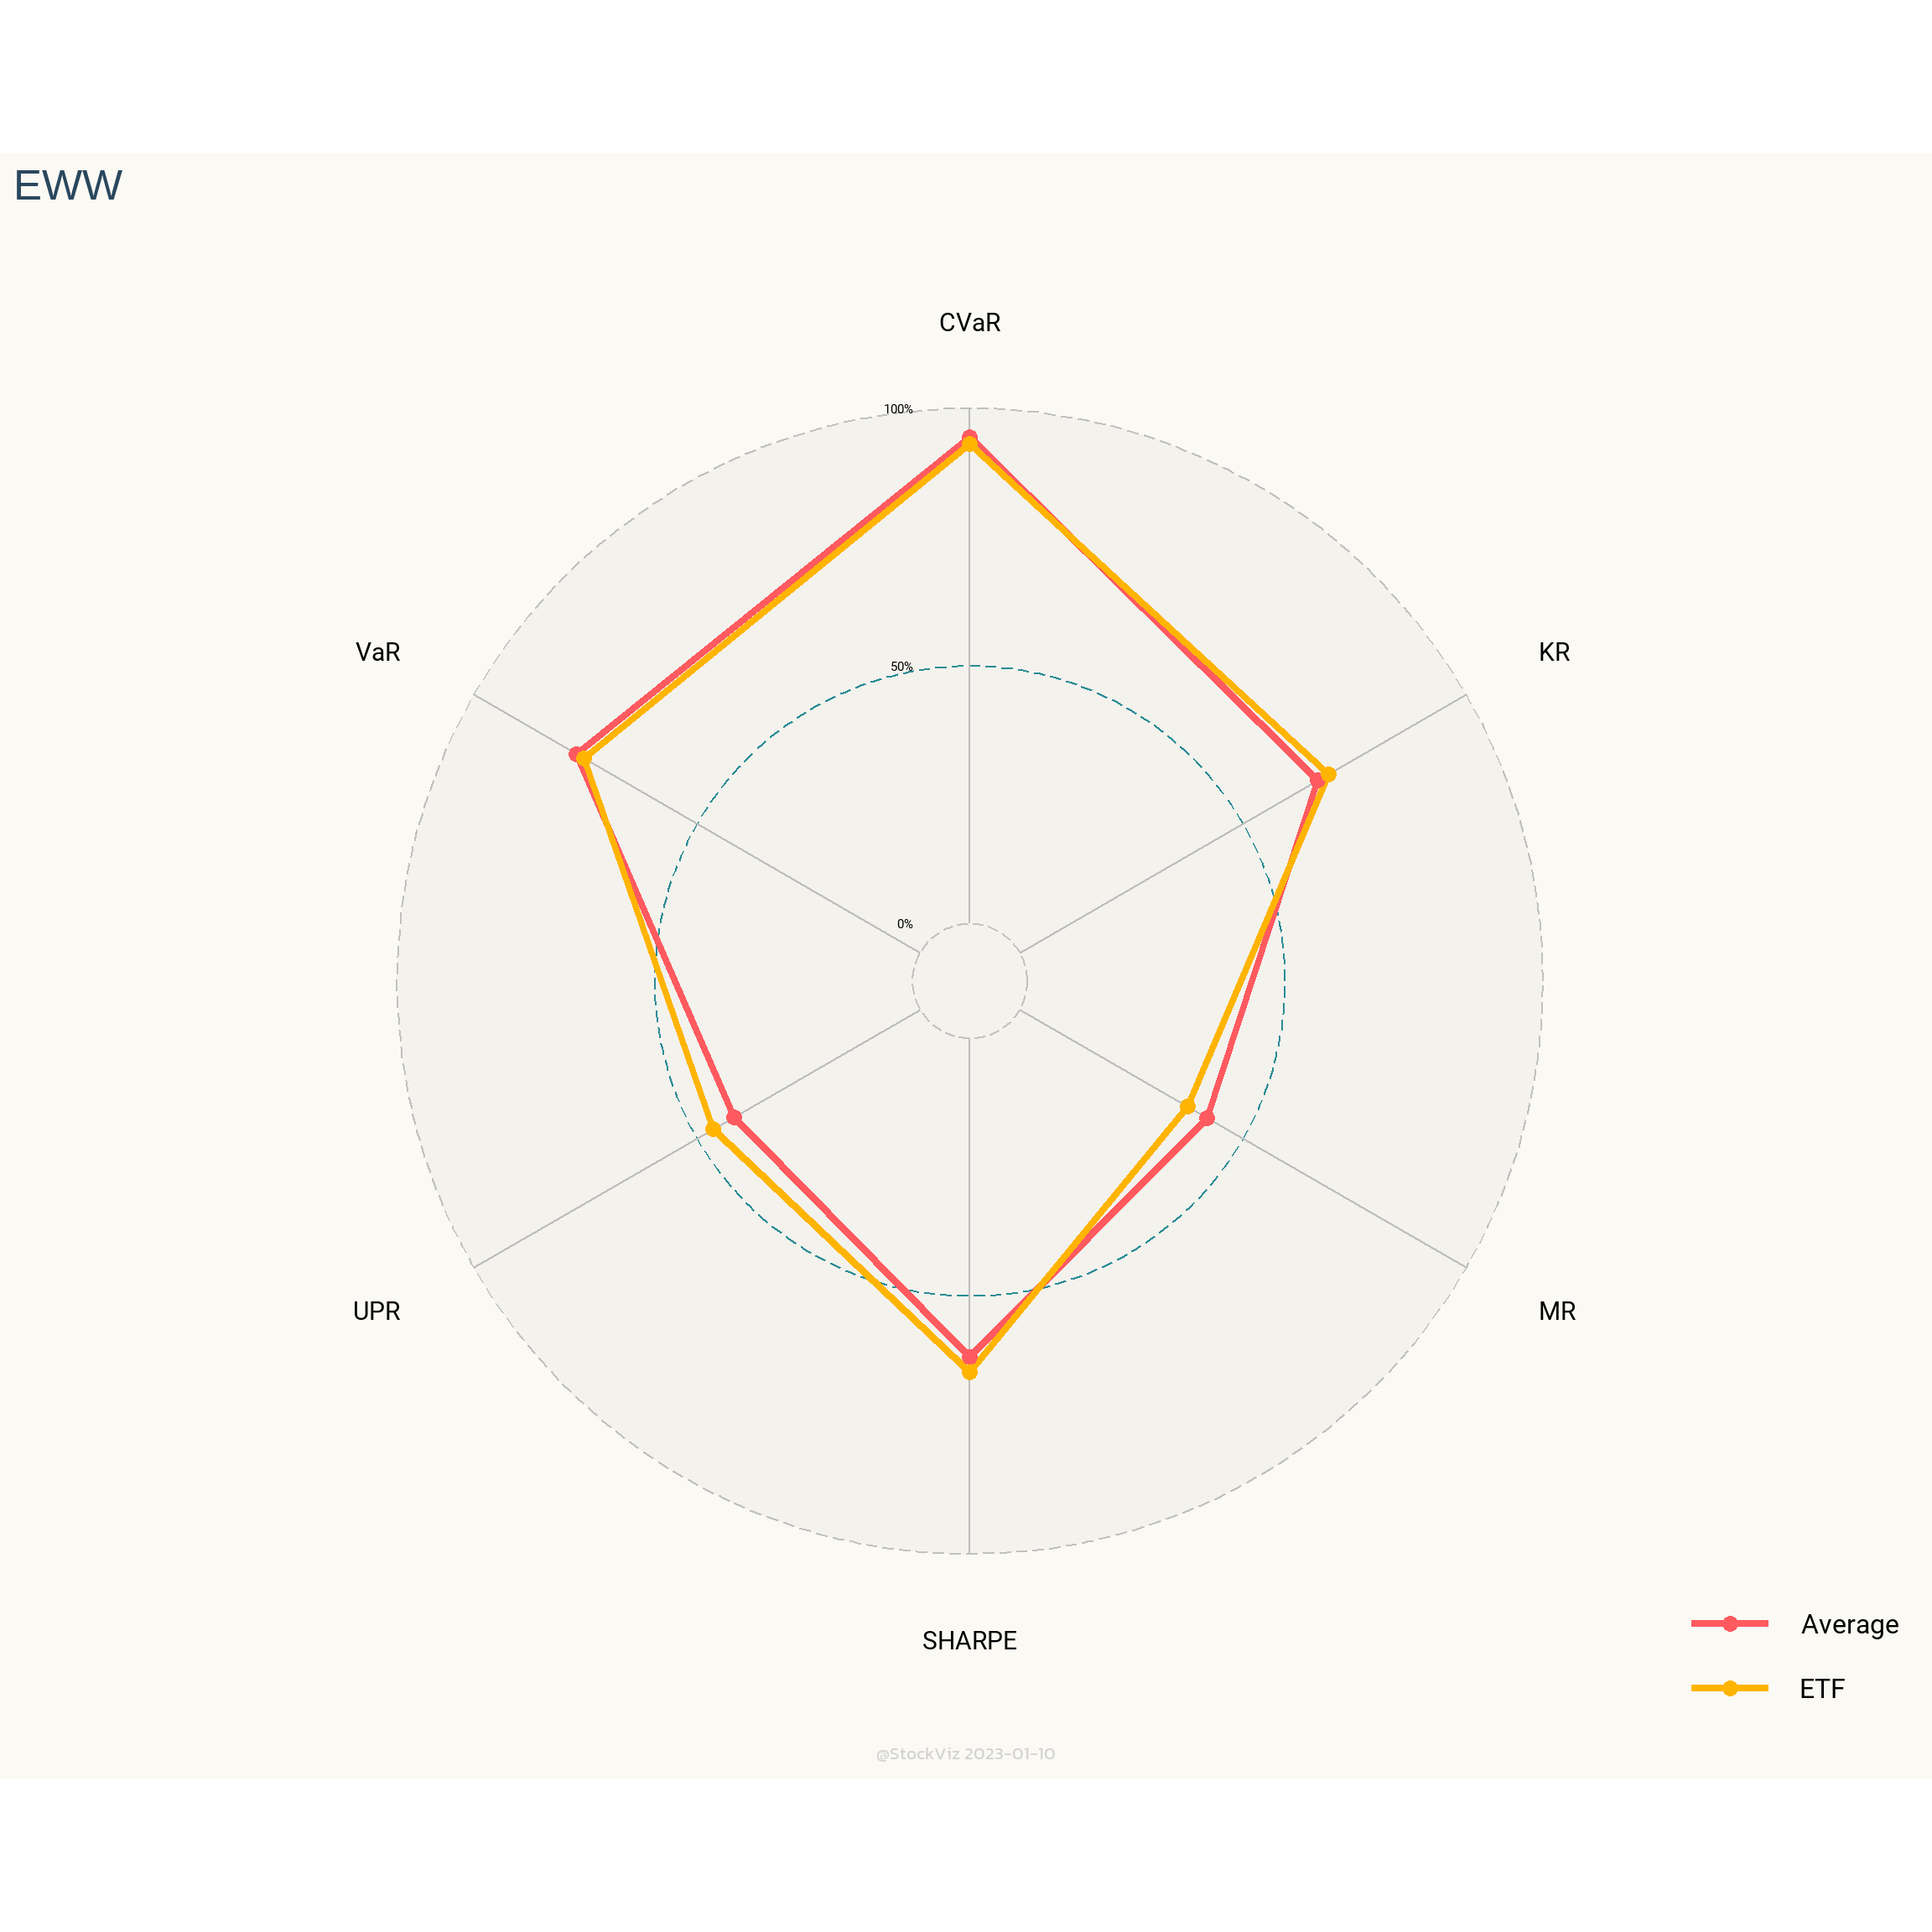 EWW
CVaR
100%
VaR
KR
50%
0%
UPR
MR
SHARPE
Average
ETF
@StockViz 2023-01-10